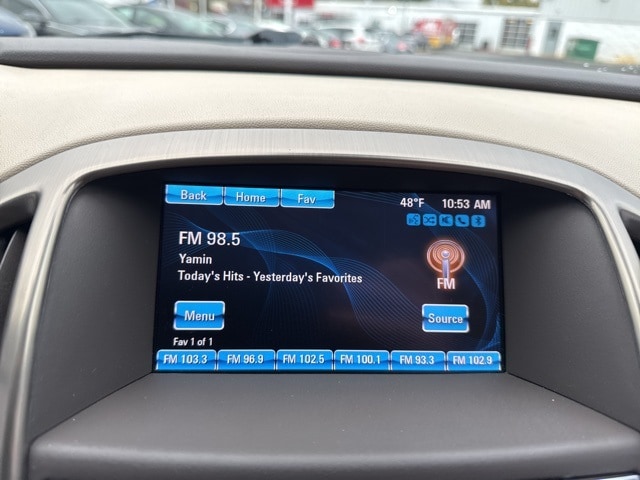 Back Home Fav 48°F 10:53 AM
FM 98.5
Yamin
Today's Hits - Yesterday's Favorites
FM
Menu Source
Fav 1 of 1
FM 103.3 FM 96.9 FM 102.5 FM 100.1 FM 93.3 FM 102.9